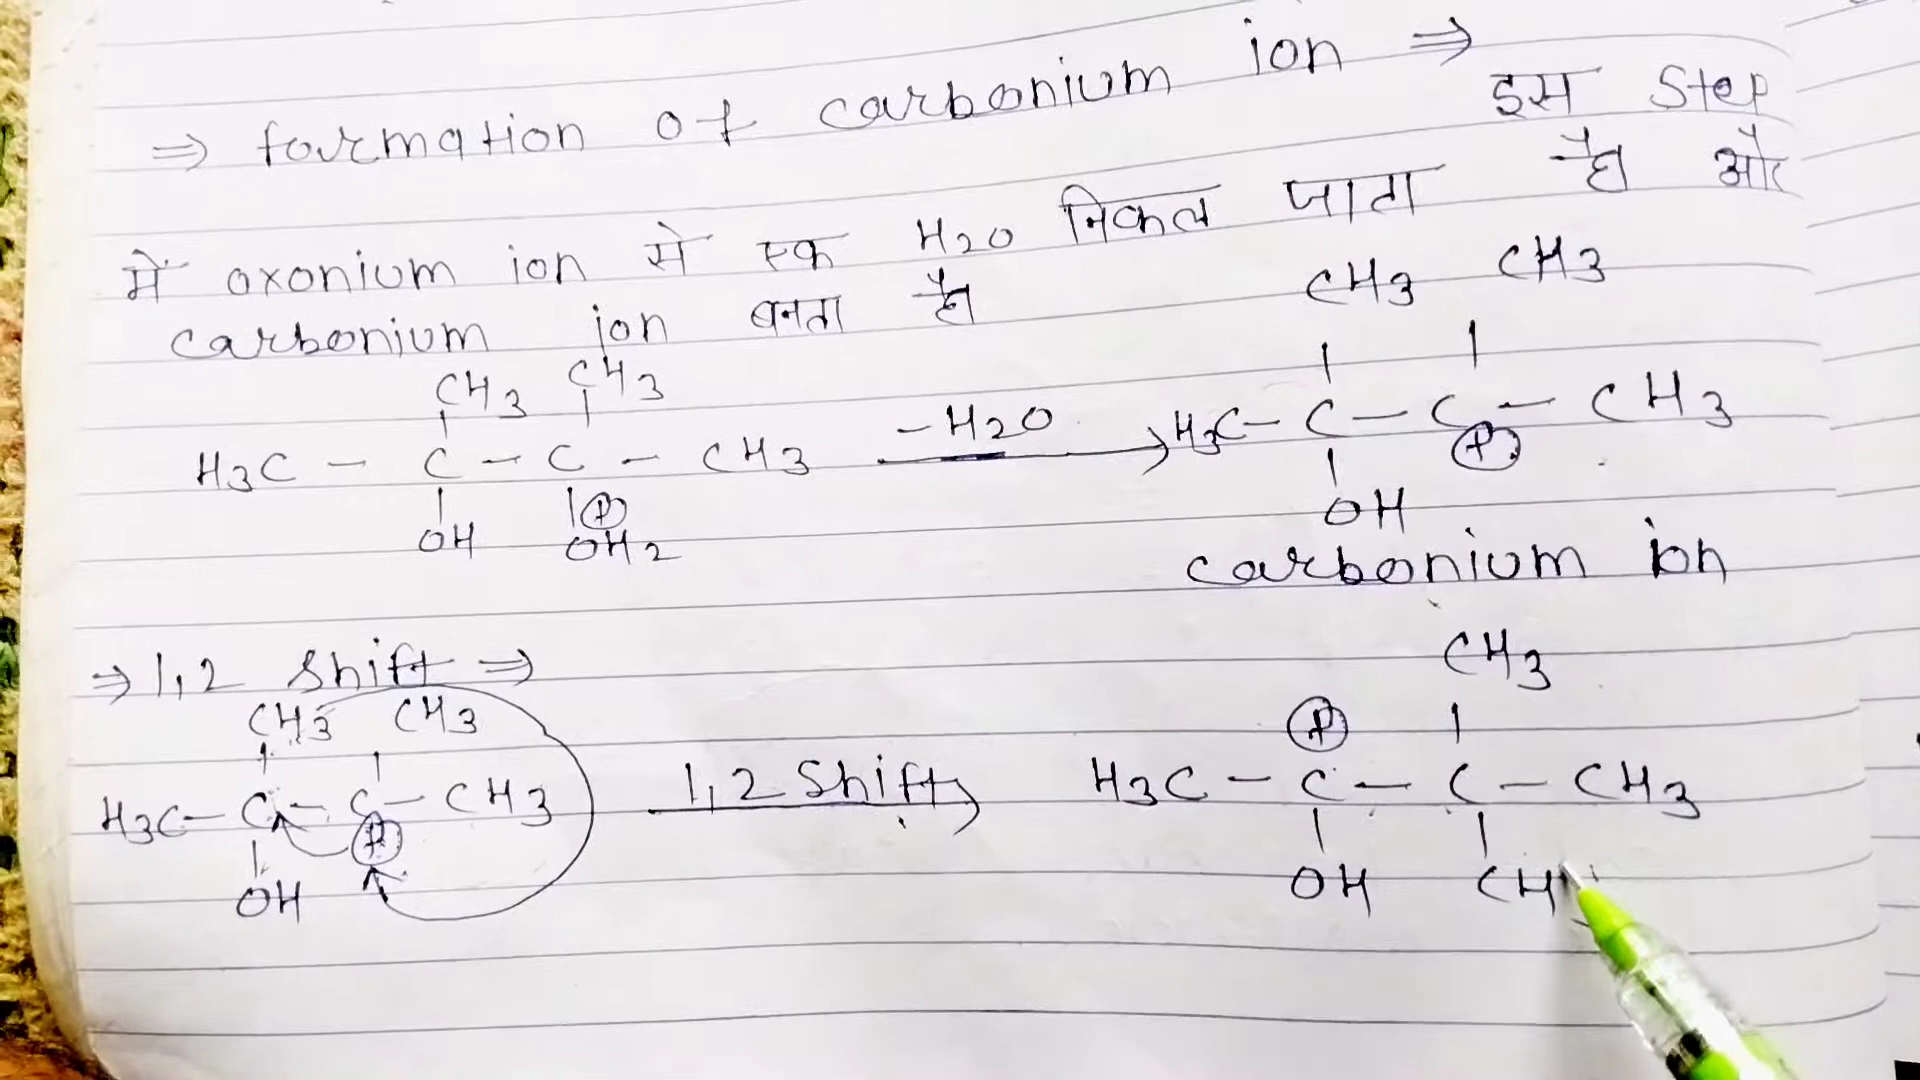 ⇒ formation of carbonium ion ⇒ इस Step
में oxonium ion से एक H2O निकल जाता है और
carbonium ion बनता है
CH3 CH3
H3C - C - C - CH3
OH ⊕OH2
-H2O →
CH3 CH3
H3C - C - C - CH3
⊕
OH
carbonium ion
⇒ 1,2 Shift ⇒
CH3 CH3
H3C - C - C - CH3
⊕
OH
1,2 Shift →
⊕ CH3
H3C - C - C - CH3
OH CH